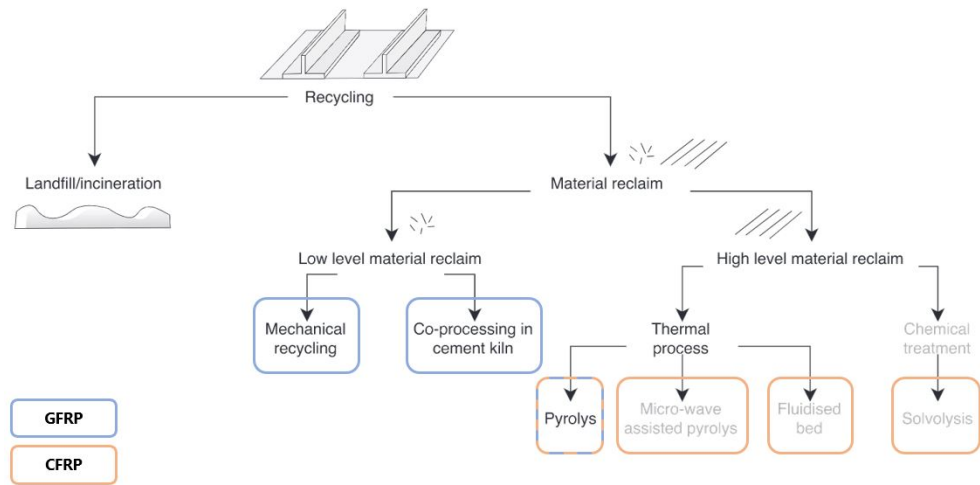 Recycling
Landfill/incineration
Material reclaim
Low level material reclaim
High level material reclaim
Mechanical
recycling
Co-processing in
cement kiln
Thermal
process
Chemical
treatment
Pyrolys
Micro-wave
assisted pyrolys
Fluidised
bed
Solvolysis
GFRP
CFRP